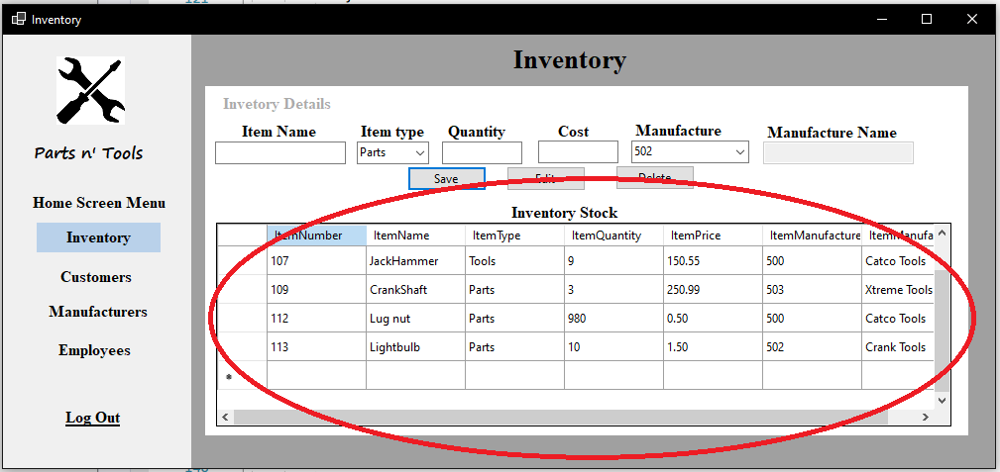 121
Inventory
Parts n' Tools
Home Screen Menu
Inventory
Customers
Manufacturers
Employees
Log Out
Inventory
Invetory Details
Item Name Item type Quantity Cost Manufacture Manufacture Name
Parts 502
Save Edit Delete
Inventory Stock
ItemNumber ItemName ItemType ItemQuantity ItemPrice ItemManufacture ItemManufa
107 JackHammer Tools 9 150.55 500 Catco Tools
109 CrankShaft Parts 3 250.99 503 Xtreme Tools
112 Lug nut Parts 980 0.50 500 Catco Tools
113 Lightbulb Parts 10 1.50 502 Crank Tools